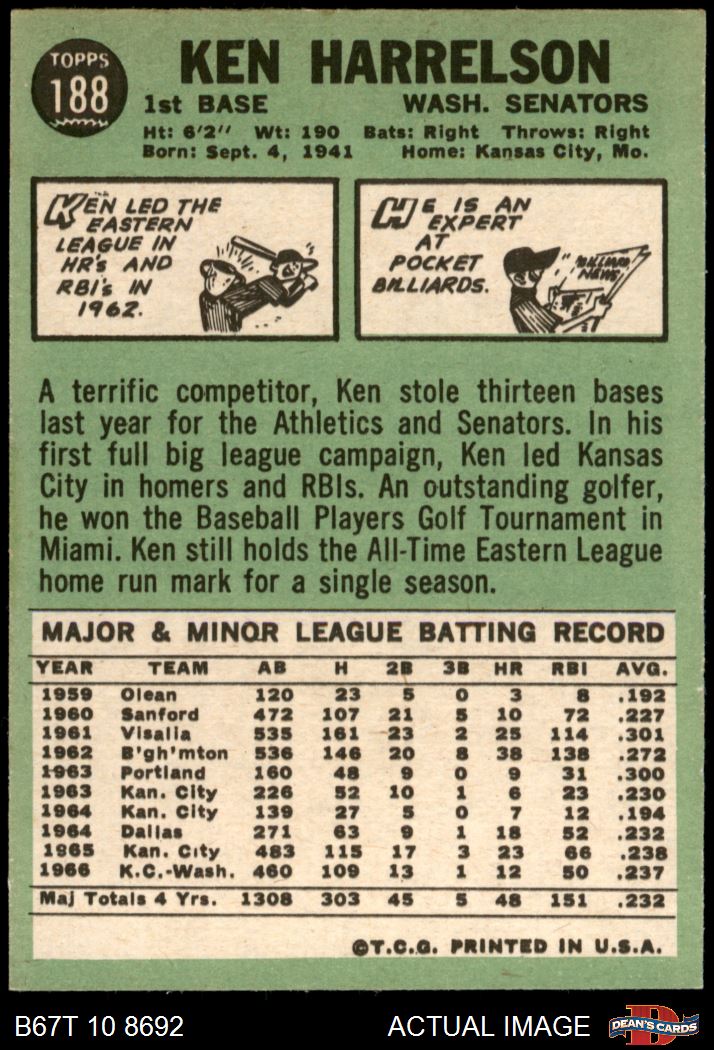 TOPPS
188
KEN HARRELSON
1st BASE WASH. SENATORS
Ht: 6'2" Wt: 190 Bats: Right Throws: Right
Born: Sept. 4, 1941 Home: Kansas City, Mo.
KEN LED THE
EASTERN
LEAGUE IN
HR's AND
RBI's IN
1962.
HE IS AN
EXPERT
AT
POCKET
BILLIARDS.
BILLIARD
NEWS
A terrific competitor, Ken stole thirteen bases
last year for the Athletics and Senators. In his
first full big league campaign, Ken led Kansas
City in homers and RBIs. An outstanding golfer,
he won the Baseball Players Golf Tournament in
Miami. Ken still holds the All-Time Eastern League
home run mark for a single season.
MAJOR & MINOR LEAGUE BATTING RECORD
YEAR TEAM AB H 2B 3B HR RBI AVG.
1959 Olean 120 23 5 0 3 8 .192
1960 Sanford 472 107 21 5 10 72 .227
1961 Visalia 535 161 23 2 25 114 .301
1962 B'gh'mton 536 146 20 8 38 138 .272
1963 Portland 160 48 9 0 9 31 .300
1963 Kan. City 226 52 10 1 6 23 .230
1964 Kan. City 139 27 5 0 7 12 .194
1964 Dallas 271 63 9 1 18 52 .232
1965 Kan. City 483 115 17 3 23 66 .238
1966 K.C.-Wash. 460 109 13 1 12 50 .237
Maj Totals 4 Yrs. 1308 303 45 5 48 151 .232
©T.C.G. PRINTED IN U.S.A.
B67T 10 8692 ACTUAL IMAGE
DEAN'S CARDS